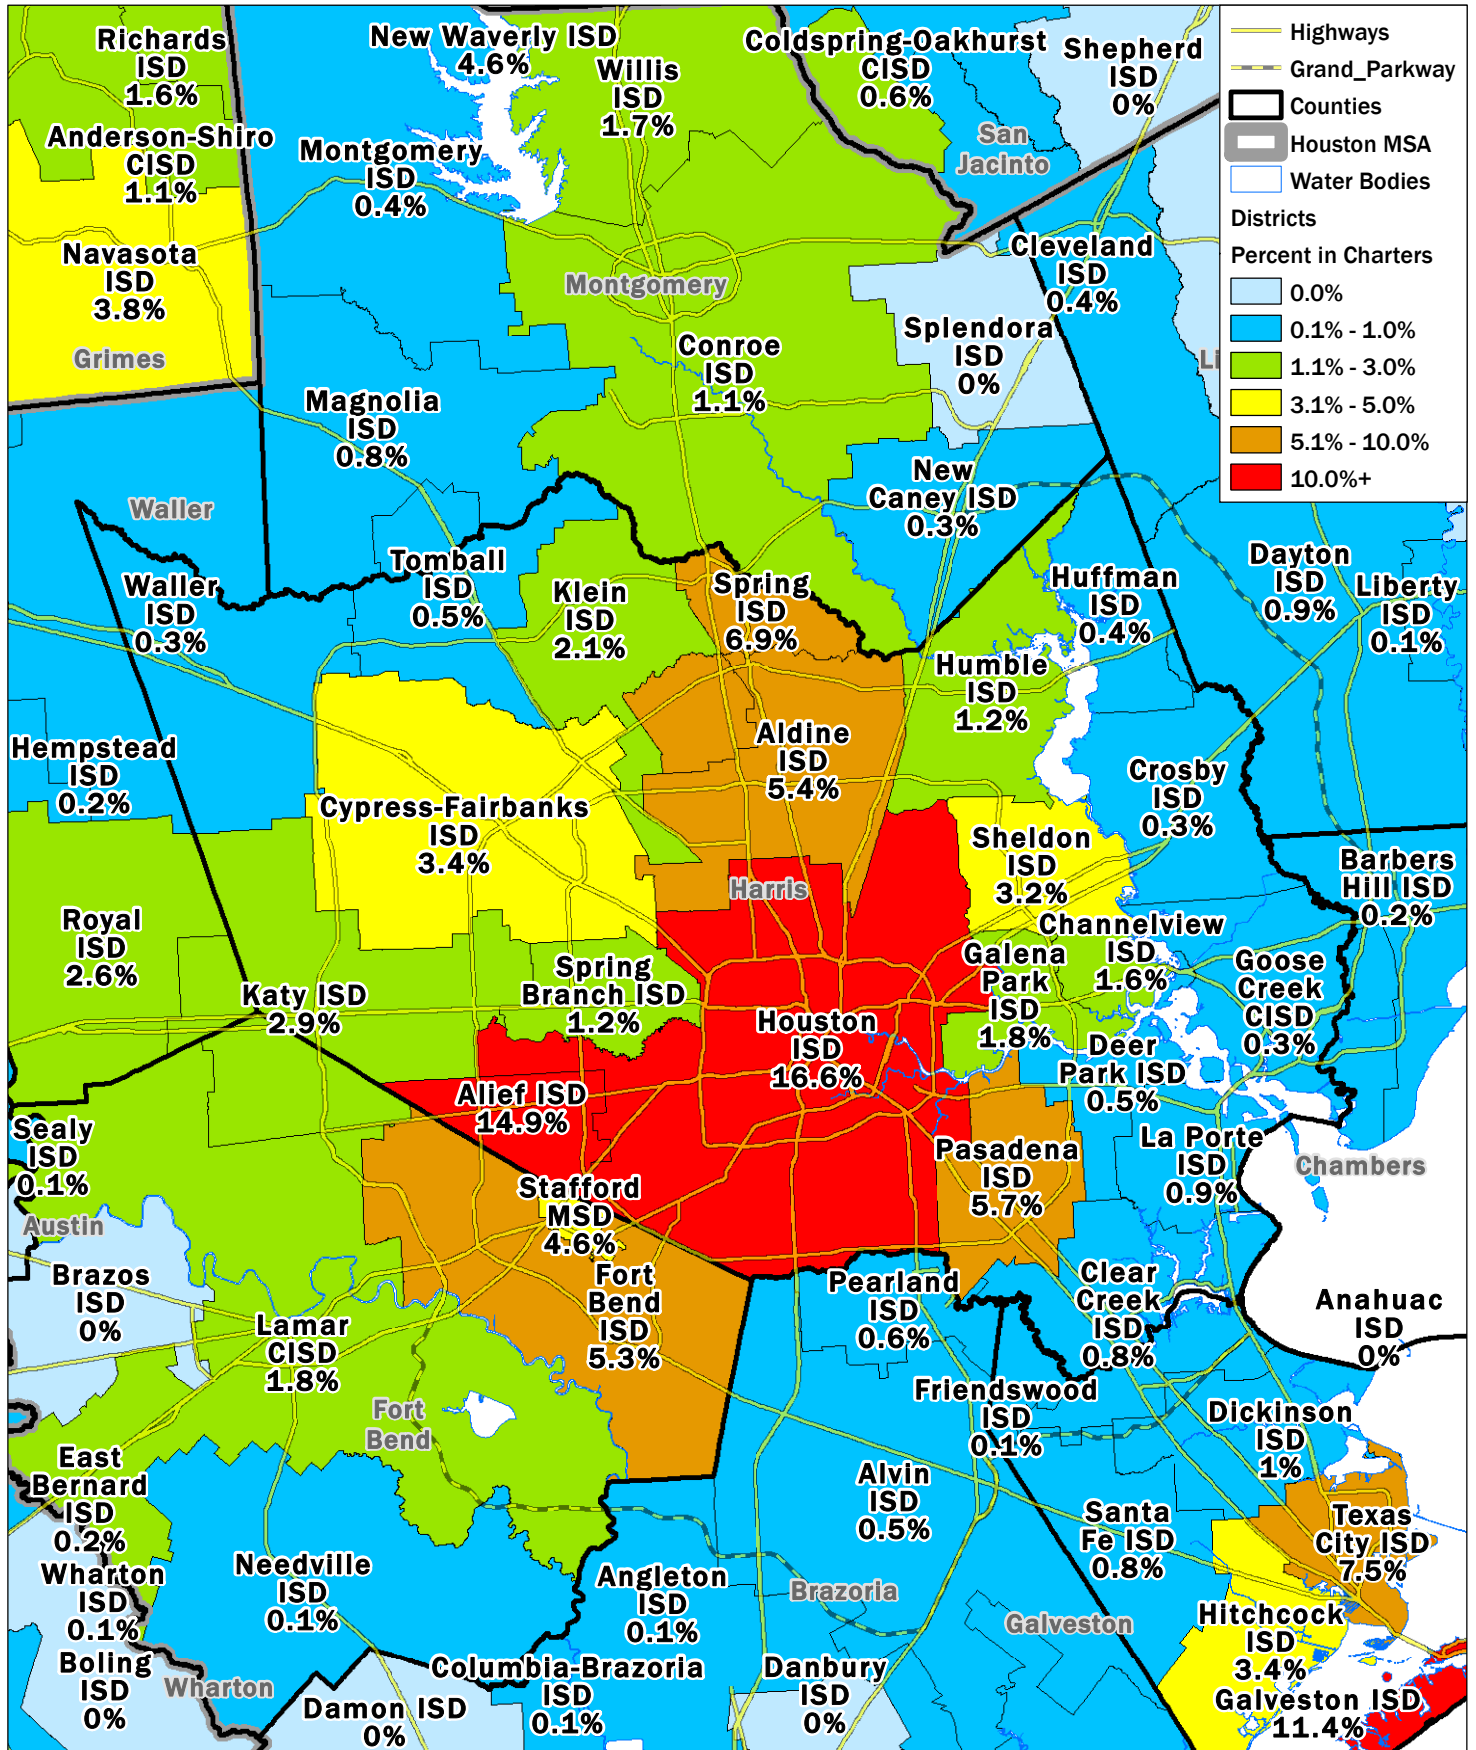 Richards
ISD
1.6%
New Waverly ISD
4.6%
Willis
ISD
1.7%
Coldspring-Oakhurst
CISD
0.6%
Shepherd
ISD
0%
Highways
Grand_Parkway
Counties
Houston MSA
Water Bodies
Districts
Percent in Charters
0.0%
0.1% - 1.0%
1.1% - 3.0%
3.1% - 5.0%
5.1% - 10.0%
10.0%+
Anderson-Shiro
CISD
1.1%
Montgomery
ISD
0.4%
San
Jacinto
Navasota
ISD
3.8%
Grimes
Montgomery
Cleveland
ISD
0.4%
Splendora
ISD
0%
Li
Conroe
ISD
1.1%
Magnolia
ISD
0.8%
New
Caney ISD
0.3%
Waller
Waller
ISD
0.3%
Tomball
ISD
0.5%
Klein
ISD
2.1%
Spring
ISD
6.9%
Huffman
ISD
0.4%
Dayton
ISD
0.9%
Liberty
ISD
0.1%
Humble
ISD
1.2%
Hempstead
ISD
0.2%
Aldine
ISD
5.4%
Crosby
ISD
0.3%
Cypress-Fairbanks
ISD
3.4%
Sheldon
ISD
3.2%
Barbers
Hill ISD
0.2%
Harris
Royal
ISD
2.6%
Channelview
ISD
1.6%
Galena
Park
ISD
1.8%
Goose
Creek
CISD
0.3%
Katy ISD
2.9%
Spring
Branch ISD
1.2%
Houston
ISD
16.6%
Deer
Park ISD
0.5%
Alief ISD
14.9%
Sealy
ISD
0.1%
Pasadena
ISD
5.7%
La Porte
ISD
0.9%
Chambers
Stafford
MSD
4.6%
Austin
Brazos
ISD
0%
Fort
Bend
ISD
5.3%
Pearland
ISD
0.6%
Clear
Creek
ISD
0.8%
Anahuac
ISD
0%
Lamar
CISD
1.8%
Fort
Bend
Friendswood
ISD
0.1%
Dickinson
ISD
1%
East
Bernard
ISD
0.2%
Alvin
ISD
0.5%
Santa
Fe ISD
0.8%
Texas
City ISD
7.5%
Wharton
ISD
0.1%
Needville
ISD
0.1%
Angleton
ISD
0.1%
Brazoria
Galveston
Hitchcock
ISD
3.4%
Boling
ISD
0%
Wharton
Damon ISD
0%
Columbia-Brazoria
ISD
0.1%
Danbury
ISD
0%
Galveston ISD
11.4%